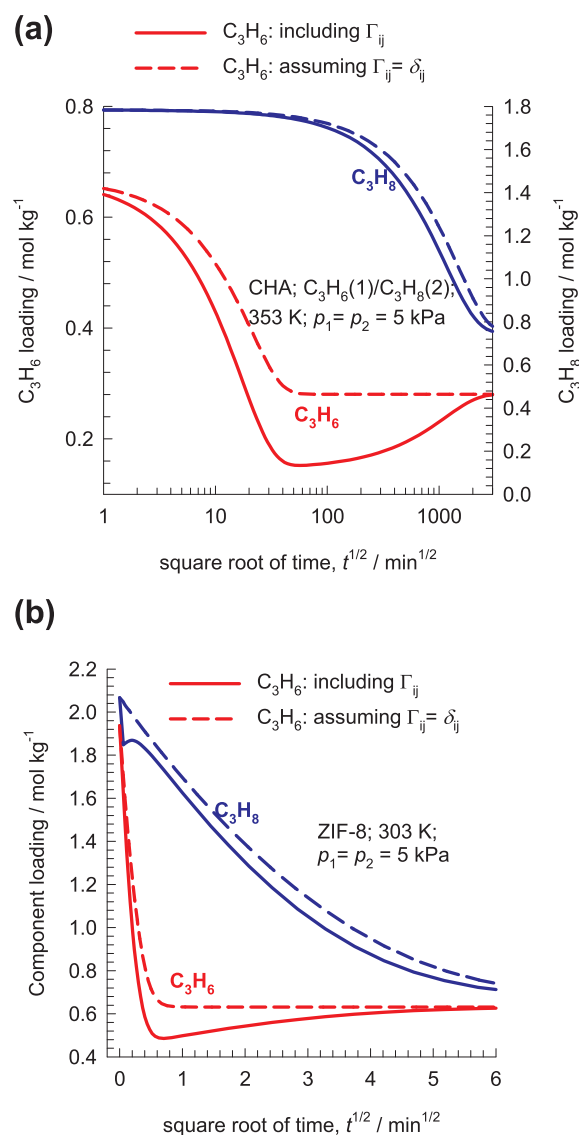 (a)
C₃H₆: including Γij
C₃H₆: assuming Γij= δij
0.8
0.6
0.4
0.2
C₃H₆ loading / mol kg⁻¹
1.8
1.6
1.4
1.2
1.0
0.8
0.6
0.4
0.2
0.0
C₃H₈ loading / mol kg⁻¹
C₃H₈
CHA; C₃H₆(1)/C₃H₈(2);
353 K; p₁= p₂ = 5 kPa
C₃H₆
1 10 100 1000
square root of time, t^1/2 / min^1/2
(b)
C₃H₆: including Γij
C₃H₆: assuming Γij= δij
2.2
2.0
1.8
1.6
1.4
1.2
1.0
0.8
0.6
0.4
Component loading / mol kg⁻¹
C₃H₈
ZIF-8; 303 K;
p₁= p₂ = 5 kPa
C₃H₆
0 1 2 3 4 5 6
square root of time, t^1/2 / min^1/2